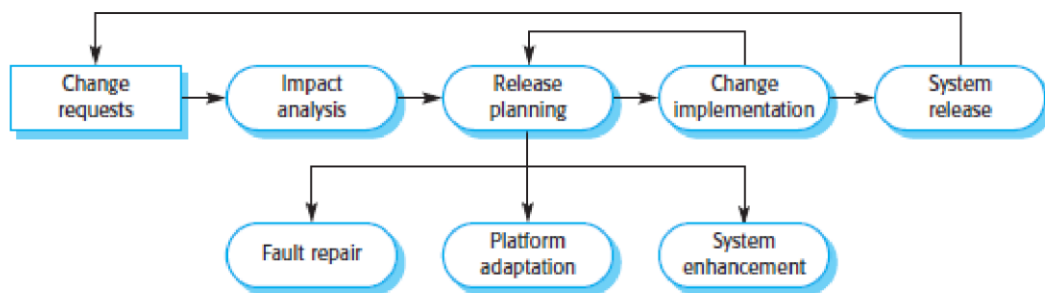 Change
requests
Impact
analysis
Release
planning
Change
implementation
System
release
Fault repair
Platform
adaptation
System
enhancement